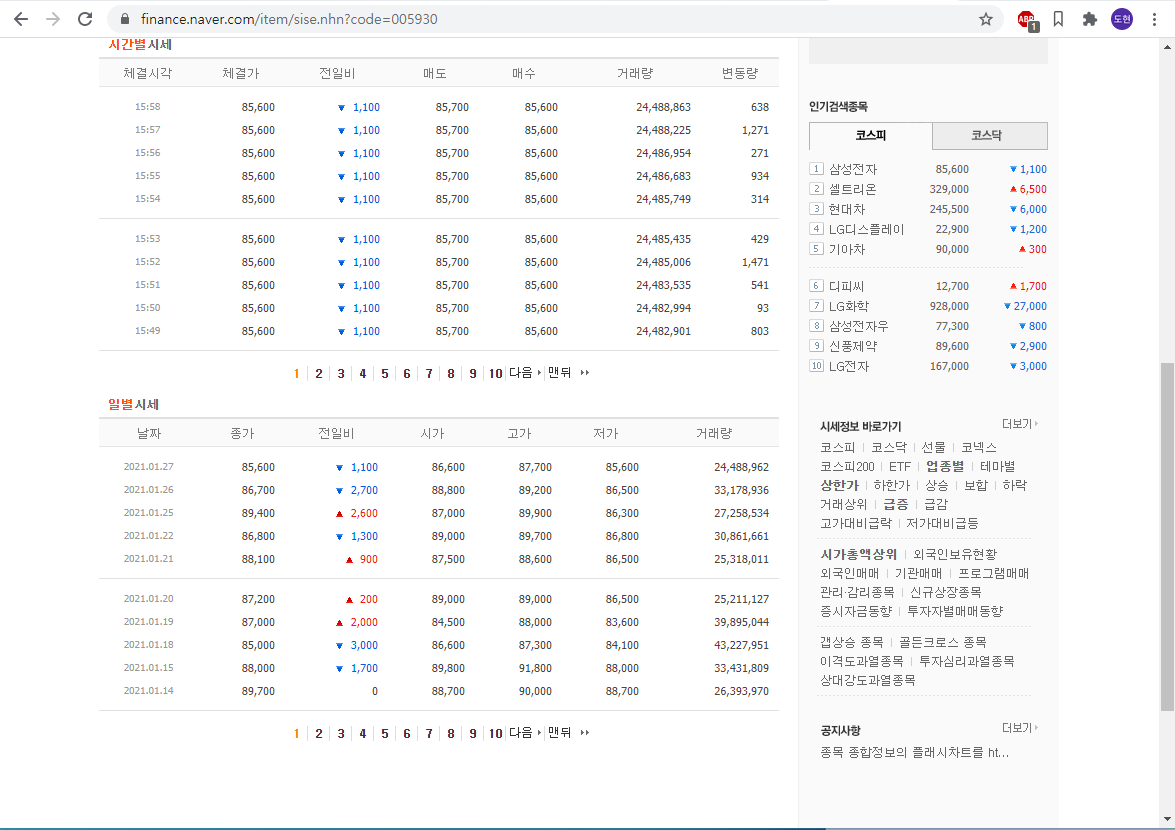 finance.naver.com/item/sise.nhn?code=005930
ABP
1
도현
시간별시세
체결시각 체결가 전일비 매도 매수 거래량 변동량
15:58 85,600 ▼ 1,100 85,700 85,600 24,488,863 638
15:57 85,600 ▼ 1,100 85,700 85,600 24,488,225 1,271
15:56 85,600 ▼ 1,100 85,700 85,600 24,486,954 271
15:55 85,600 ▼ 1,100 85,700 85,600 24,486,683 934
15:54 85,600 ▼ 1,100 85,700 85,600 24,485,749 314
15:53 85,600 ▼ 1,100 85,700 85,600 24,485,435 429
15:52 85,600 ▼ 1,100 85,700 85,600 24,485,006 1,471
15:51 85,600 ▼ 1,100 85,700 85,600 24,483,535 541
15:50 85,600 ▼ 1,100 85,700 85,600 24,482,994 93
15:49 85,600 ▼ 1,100 85,700 85,600 24,482,901 803
1 2 3 4 5 6 7 8 9 10 다음 맨뒤
일별시세
날짜 종가 전일비 시가 고가 저가 거래량
2021.01.27 85,600 ▼ 1,100 86,600 87,700 85,600 24,488,962
2021.01.26 86,700 ▼ 2,700 88,800 89,200 86,500 33,178,936
2021.01.25 89,400 ▲ 2,600 87,000 89,900 86,300 27,258,534
2021.01.22 86,800 ▼ 1,300 89,000 89,700 86,800 30,861,661
2021.01.21 88,100 ▲ 900 87,500 88,600 86,500 25,318,011
2021.01.20 87,200 ▲ 200 89,000 89,000 86,500 25,211,127
2021.01.19 87,000 ▲ 2,000 84,500 88,000 83,600 39,895,044
2021.01.18 85,000 ▼ 3,000 86,600 87,300 84,100 43,227,951
2021.01.15 88,000 ▼ 1,700 89,800 91,800 88,000 33,431,809
2021.01.14 89,700 0 88,700 90,000 88,700 26,393,970
1 2 3 4 5 6 7 8 9 10 다음 맨뒤
인기검색종목
코스피 코스닥
1 삼성전자 85,600 ▼ 1,100
2 셀트리온 329,000 ▲ 6,500
3 현대차 245,500 ▼ 6,000
4 LG디스플레이 22,900 ▼ 1,200
5 기아차 90,000 ▲ 300
6 디피씨 12,700 ▲ 1,700
7 LG화학 928,000 ▼ 27,000
8 삼성전자우 77,300 ▼ 800
9 신풍제약 89,600 ▼ 2,900
10 LG전자 167,000 ▼ 3,000
시세정보 바로가기 더보기
코스피 | 코스닥 | 선물 | 코넥스
코스피200 | ETF | 업종별 | 테마별
상한가 | 하한가 | 상승 | 보합 | 하락
거래상위 | 급증 | 급감
고가대비급락 | 저가대비급등
시가총액상위 | 외국인보유현황
외국인매매 | 기관매매 | 프로그램매매
관리·감리종목 | 신규상장종목
증시자금동향 | 투자자별매매동향
갭상승 종목 | 골든크로스 종목
이격도과열종목 | 투자심리과열종목
상대강도과열종목
공지사항 더보기
종목 종합정보의 플래시차트를 ht...